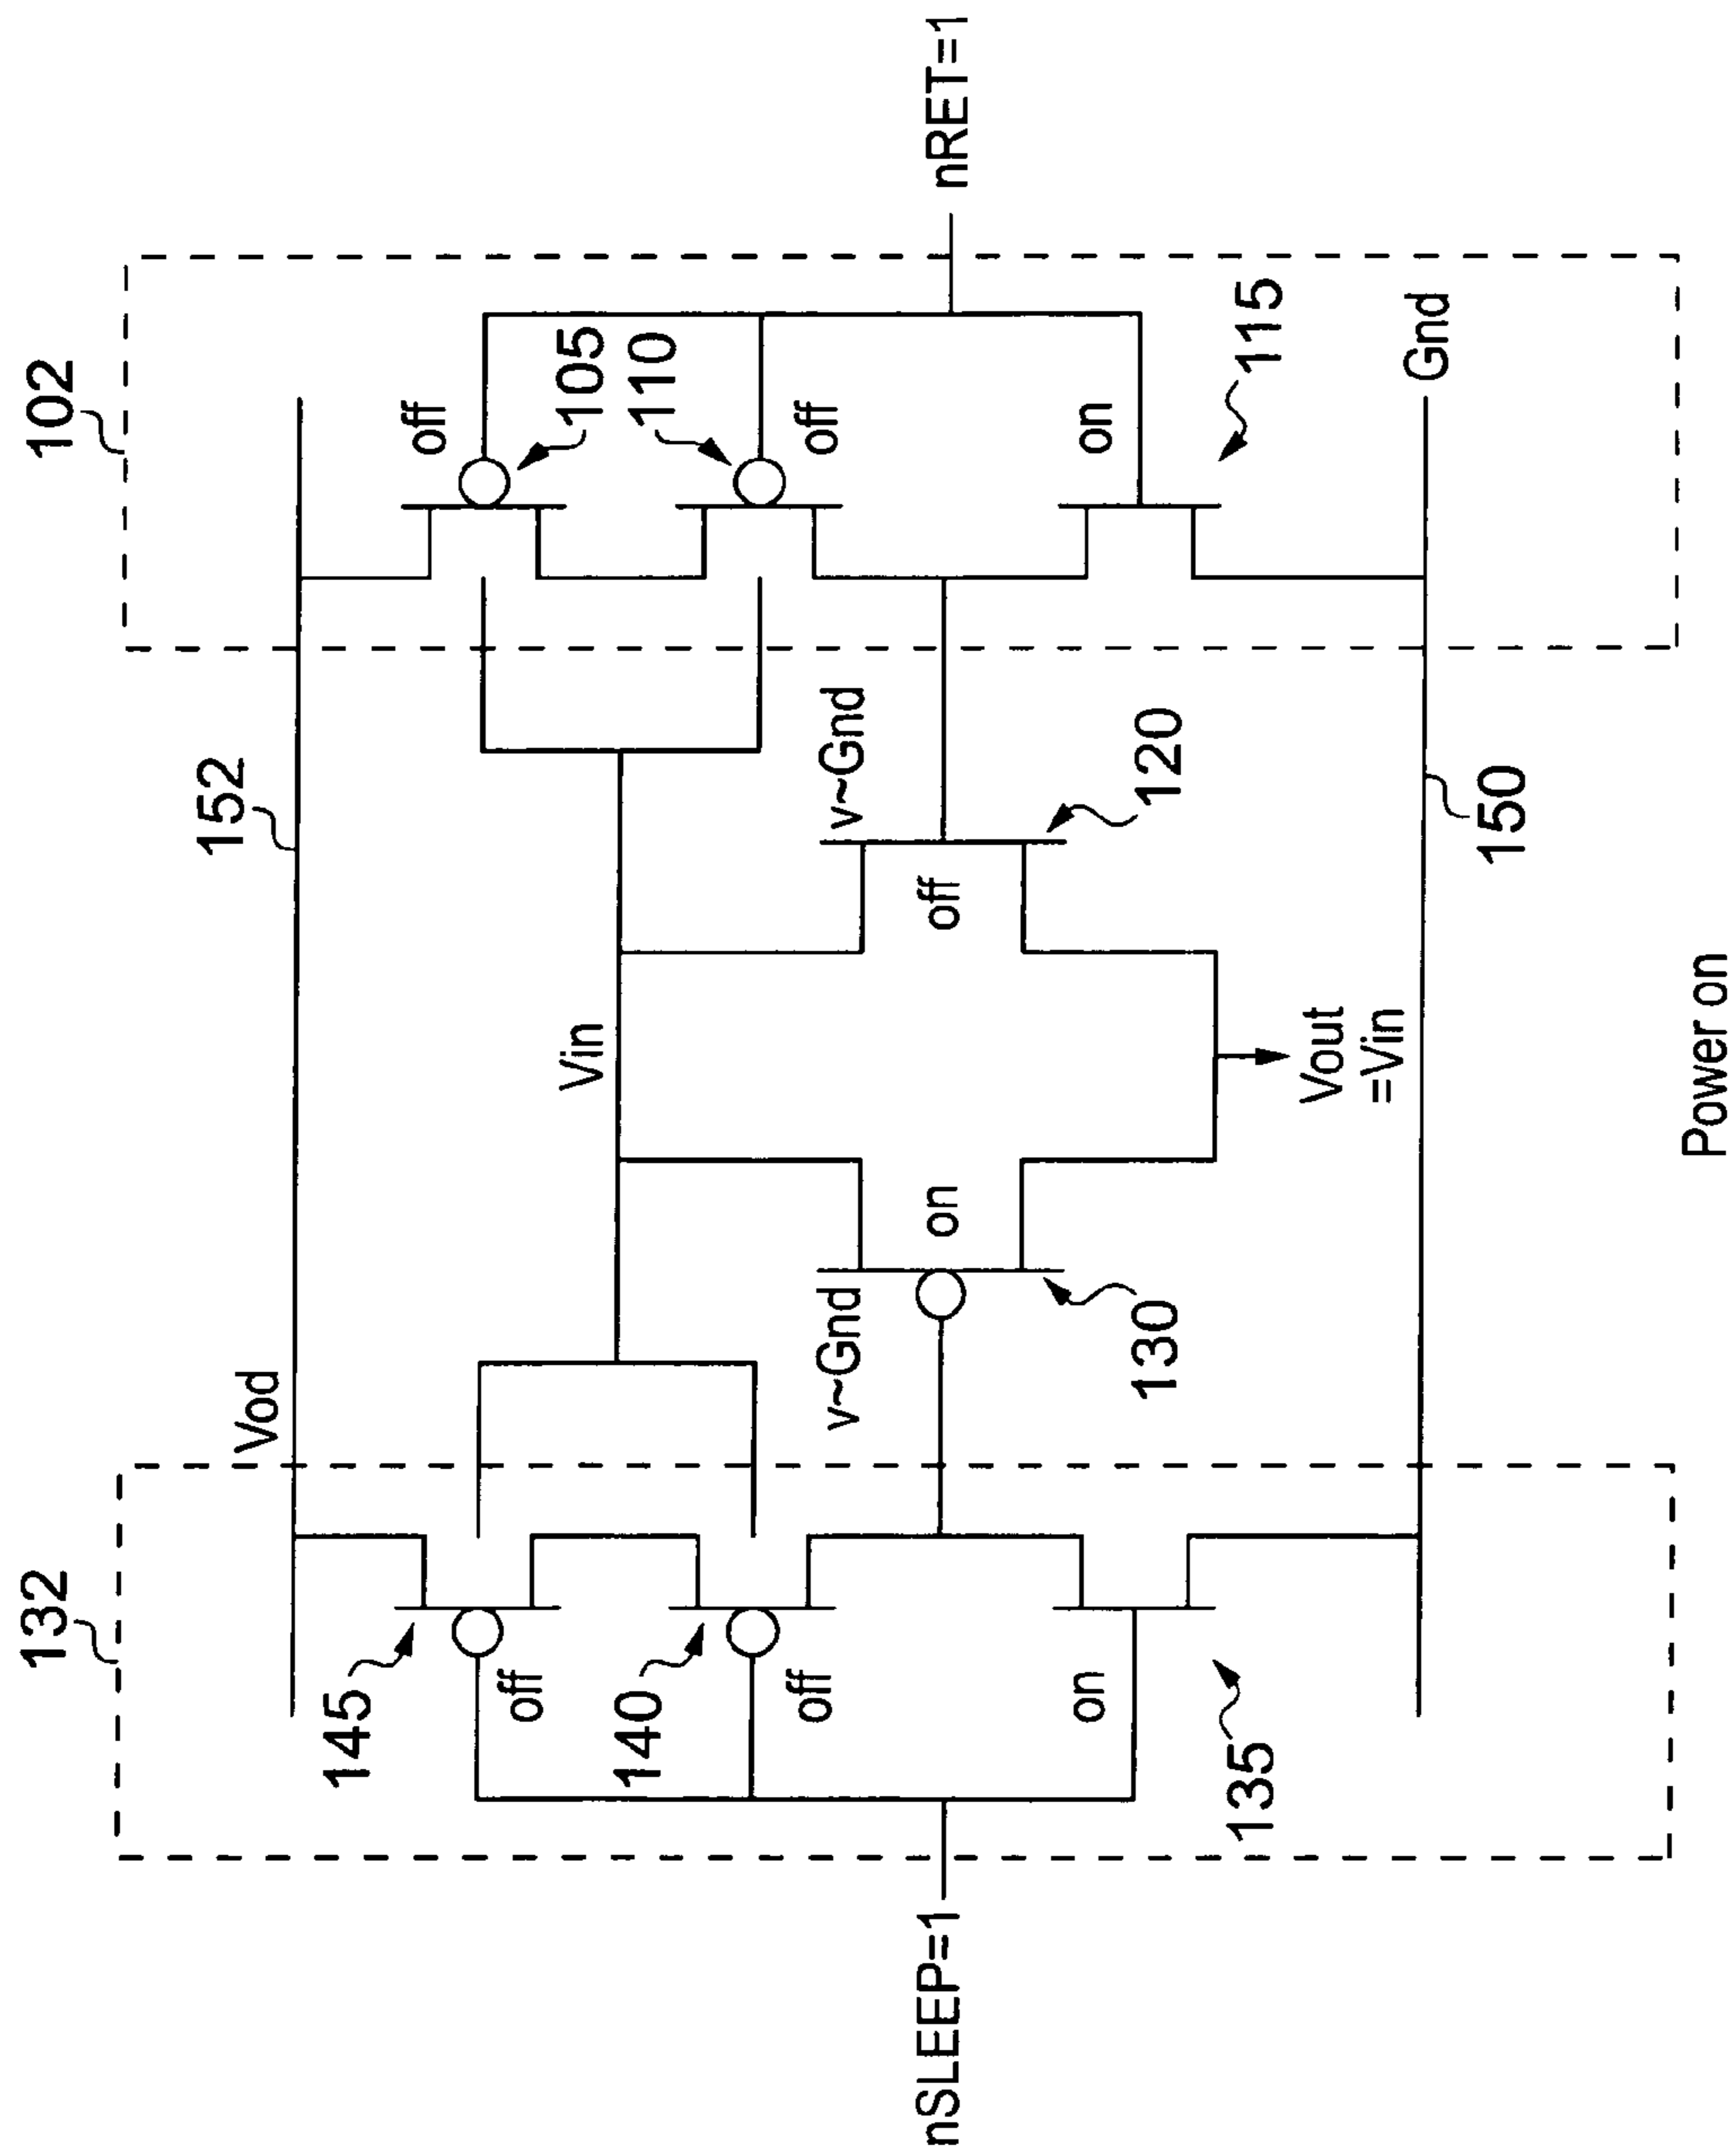 132
102
152
Vod
145
off
off
Vin
105
140
110
off
off
v~Gnd
v~Gnd
nSLEEP=1
on
off
nRET=1
on
on
130
120
135
115
Vout
=Vin
Gnd
150
Power on